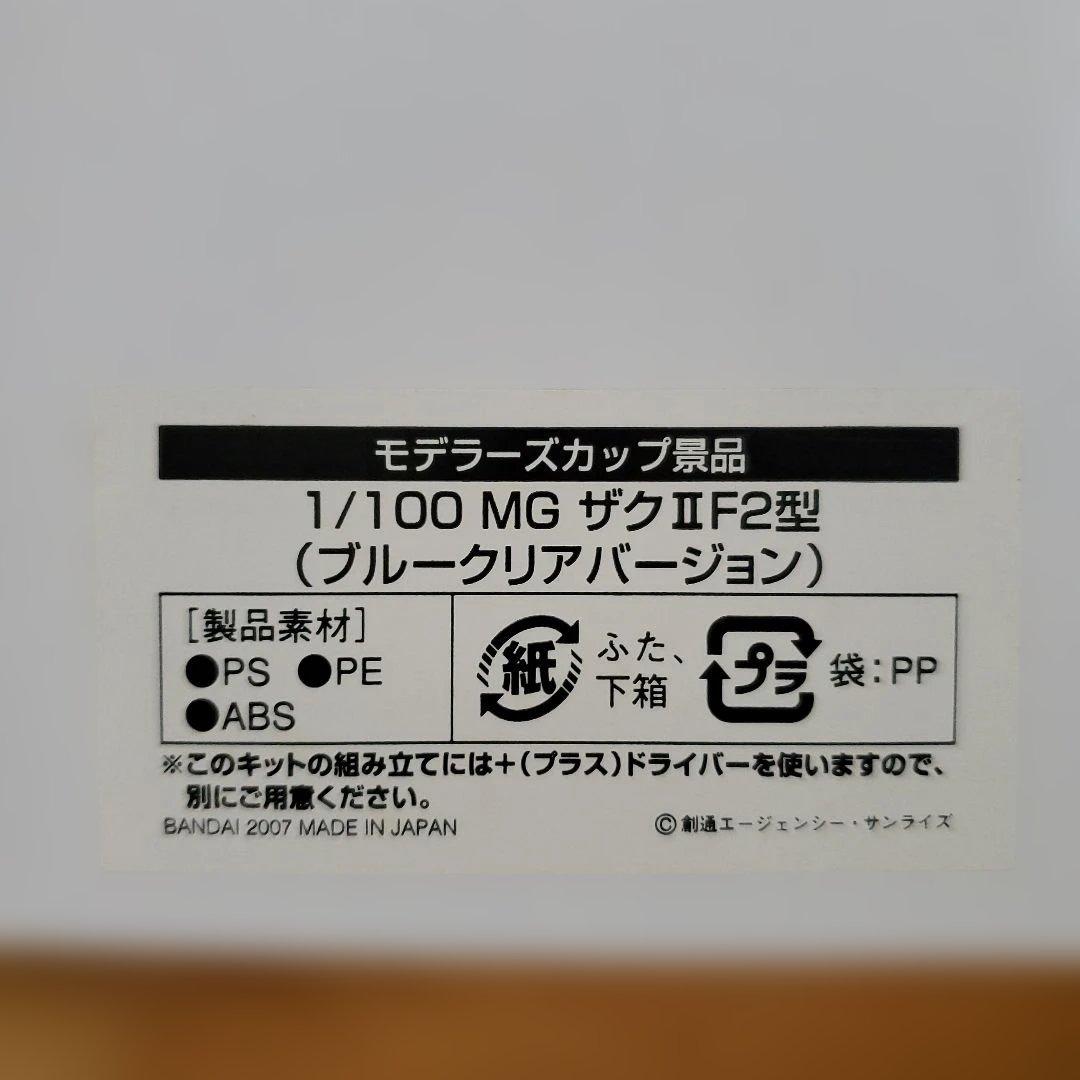 モデラーズカップ景品
1/100 MG ザクⅡF2型
（ブルークリアバージョン）
［製品素材］
●PS ●PE
●ABS
紙
ふた、
下箱
プラ
袋：PP
※このキットの組み立てには＋（プラス）ドライバーを使いますので、
別にご用意ください。
BANDAI 2007 MADE IN JAPAN
©創通エージェンシー・サンライズ